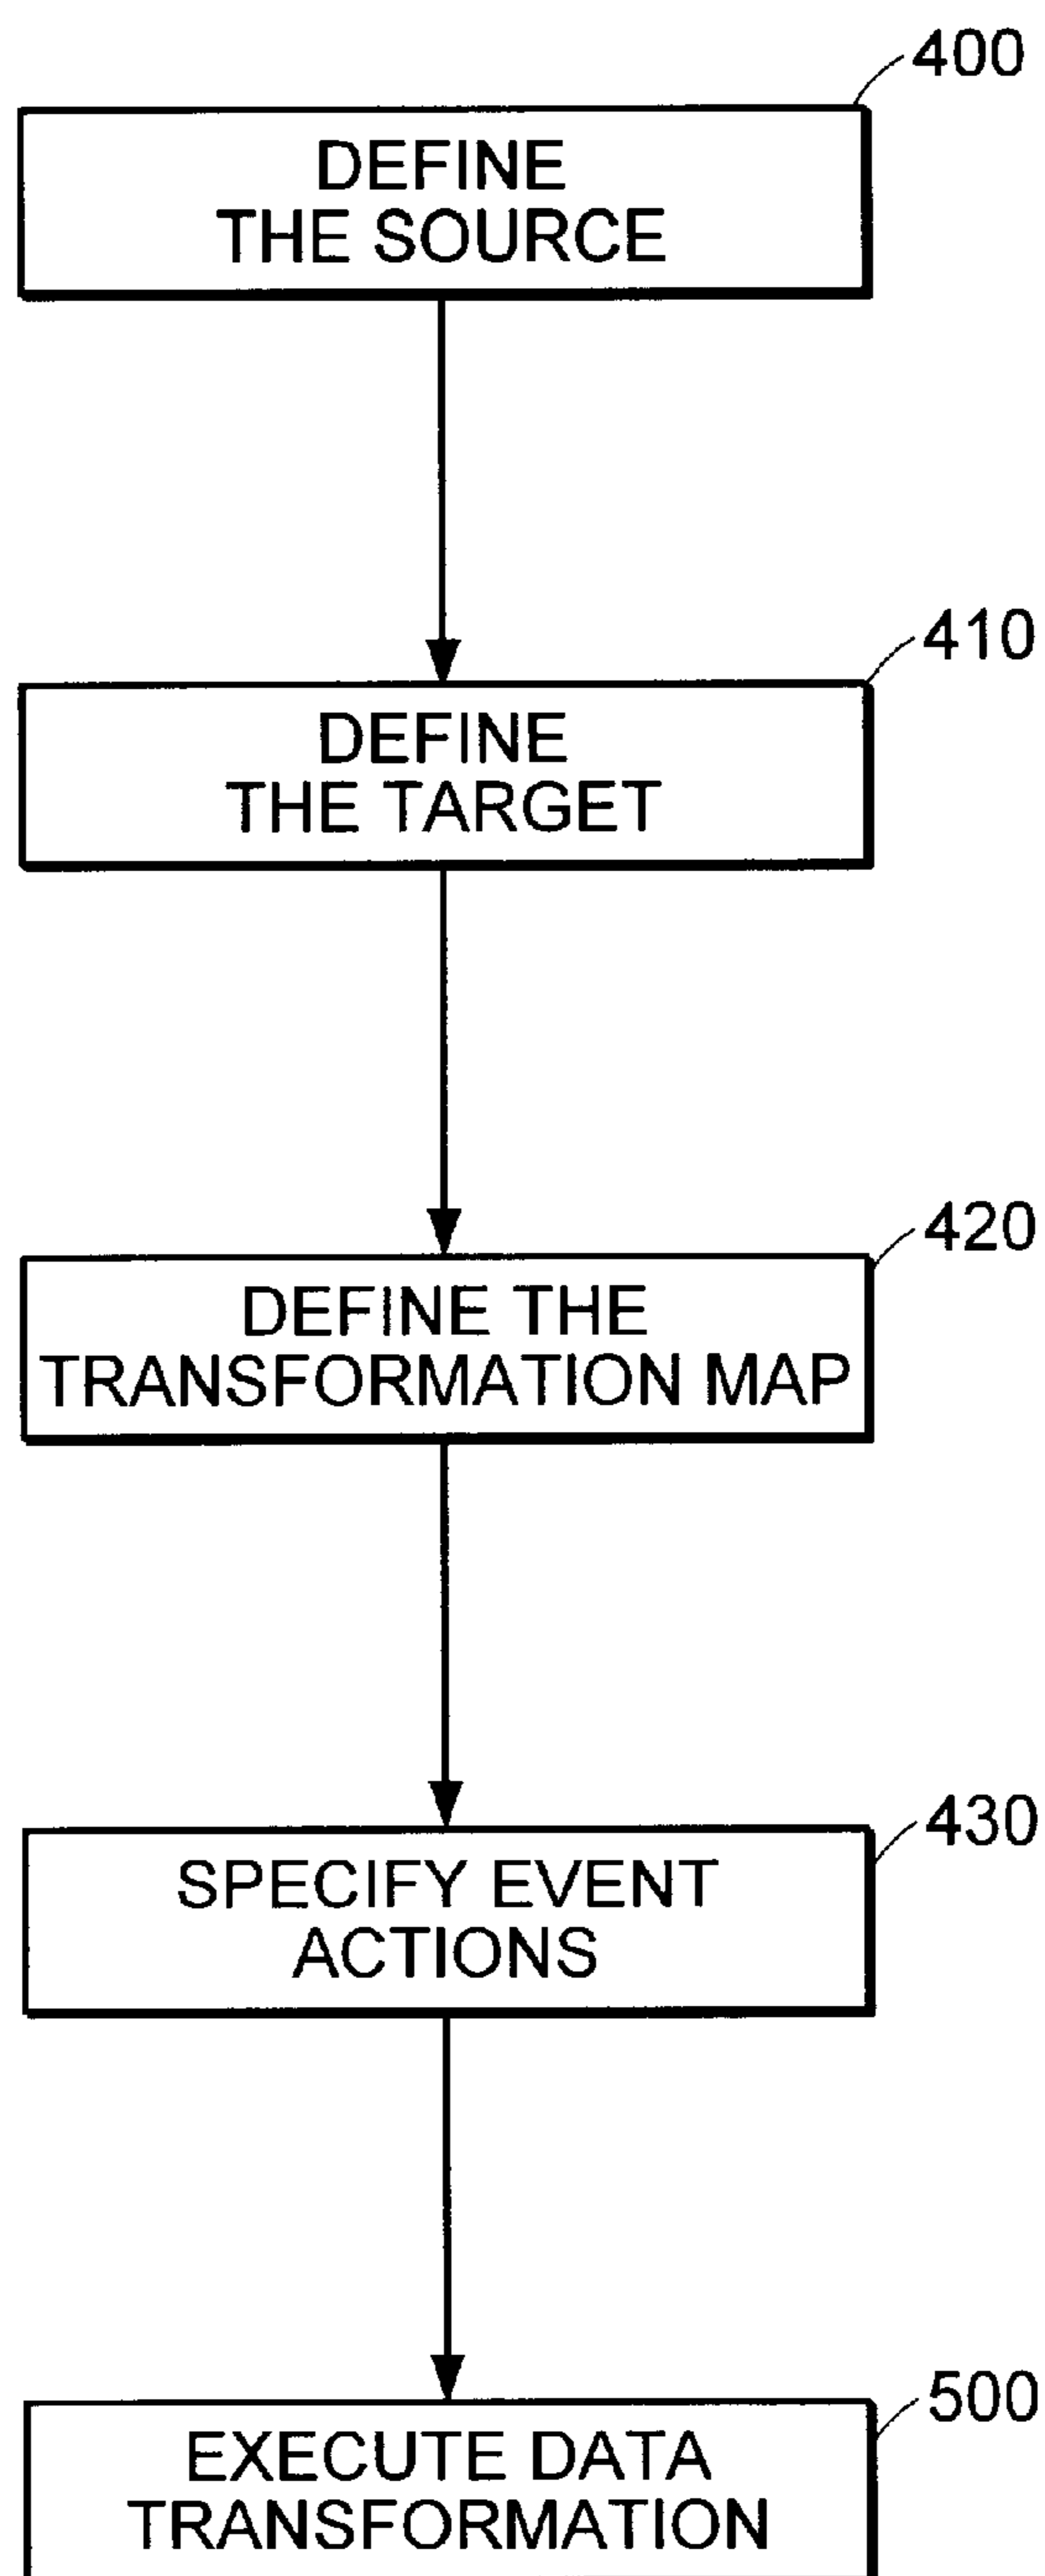 400
DEFINE
THE SOURCE
410
DEFINE
THE TARGET
420
DEFINE THE
TRANSFORMATION MAP
430
SPECIFY EVENT
ACTIONS
500
EXECUTE DATA
TRANSFORMATION